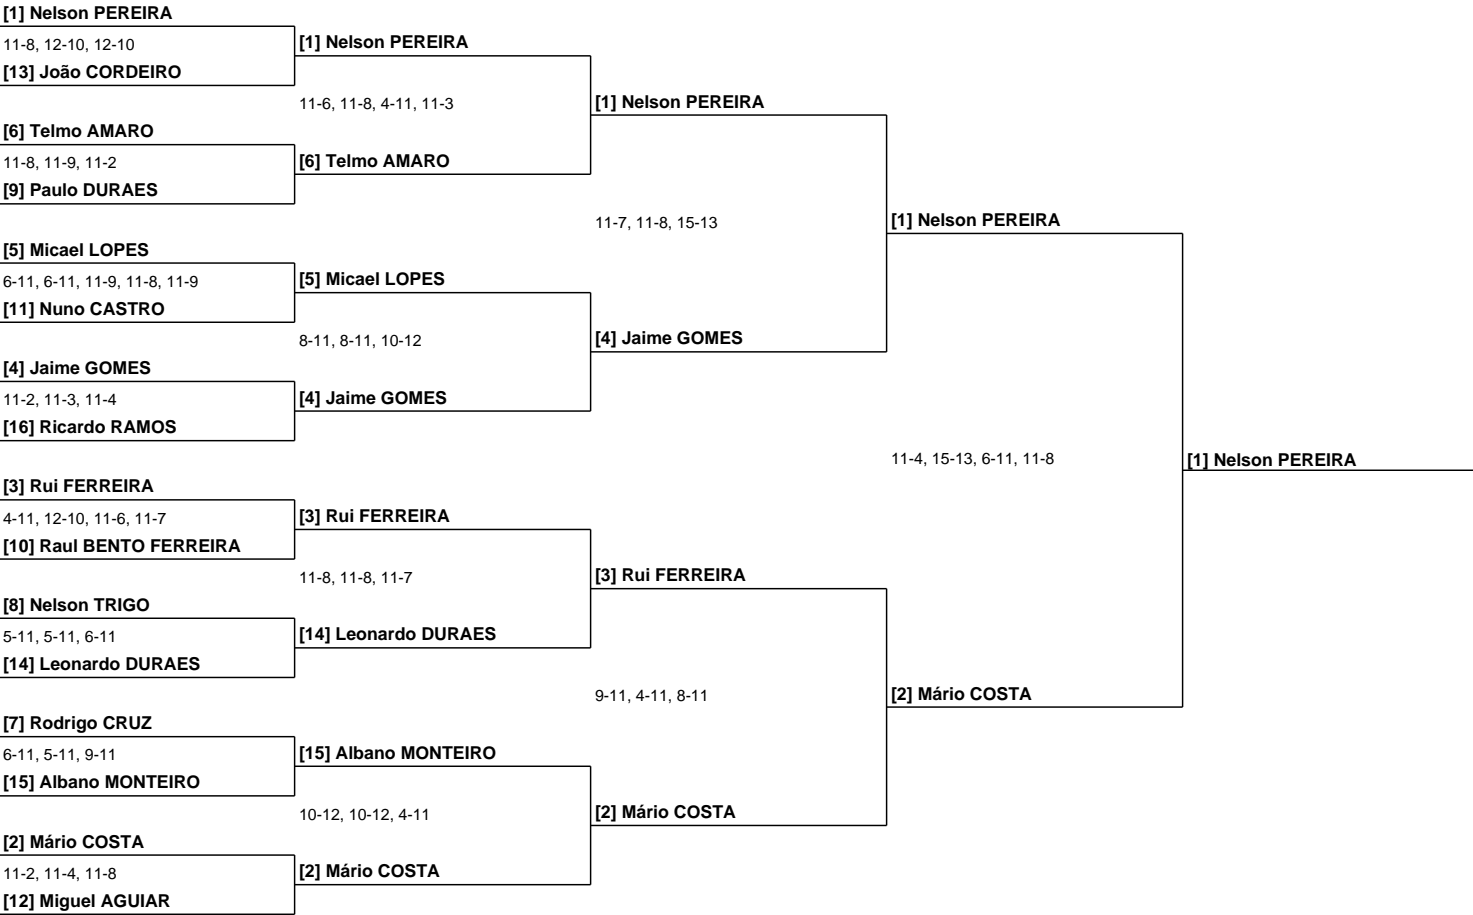 [1] Nelson PEREIRA
11-8, 12-10, 12-10
[13] João CORDEIRO
[6] Telmo AMARO
11-8, 11-9, 11-2
[9] Paulo DURAES
[5] Micael LOPES
6-11, 6-11, 11-9, 11-8, 11-9
[11] Nuno CASTRO
[4] Jaime GOMES
11-2, 11-3, 11-4
[16] Ricardo RAMOS
[3] Rui FERREIRA
4-11, 12-10, 11-6, 11-7
[10] Raul BENTO FERREIRA
[8] Nelson TRIGO
5-11, 5-11, 6-11
[14] Leonardo DURAES
[7] Rodrigo CRUZ
6-11, 5-11, 9-11
[15] Albano MONTEIRO
[2] Mário COSTA
11-2, 11-4, 11-8
[12] Miguel AGUIAR
[1] Nelson PEREIRA
11-6, 11-8, 4-11, 11-3
[6] Telmo AMARO
[5] Micael LOPES
8-11, 8-11, 10-12
[4] Jaime GOMES
[3] Rui FERREIRA
11-8, 11-8, 11-7
[14] Leonardo DURAES
[15] Albano MONTEIRO
10-12, 10-12, 4-11
[2] Mário COSTA
[1] Nelson PEREIRA
11-7, 11-8, 15-13
[4] Jaime GOMES
[3] Rui FERREIRA
9-11, 4-11, 8-11
[2] Mário COSTA
[1] Nelson PEREIRA
11-4, 15-13, 6-11, 11-8
[2] Mário COSTA
[1] Nelson PEREIRA